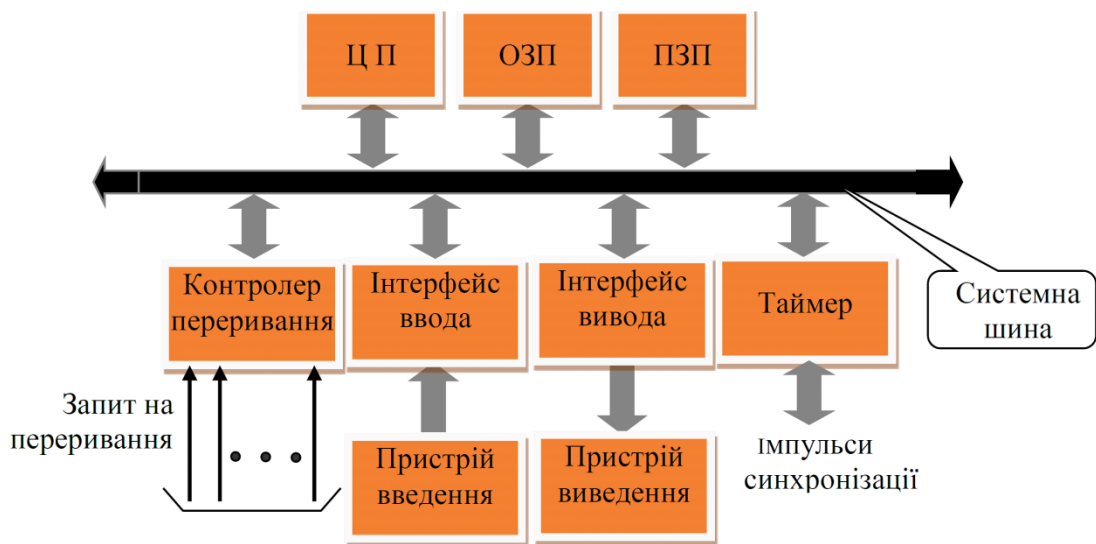 Ц П
ОЗП
ПЗП
Контролер
переривання
Інтерфейс
ввода
Інтерфейс
вивода
Таймер
Системна
шина
Запит на
переривання
Пристрій
введення
Пристрій
виведення
Імпульси
синхронізації